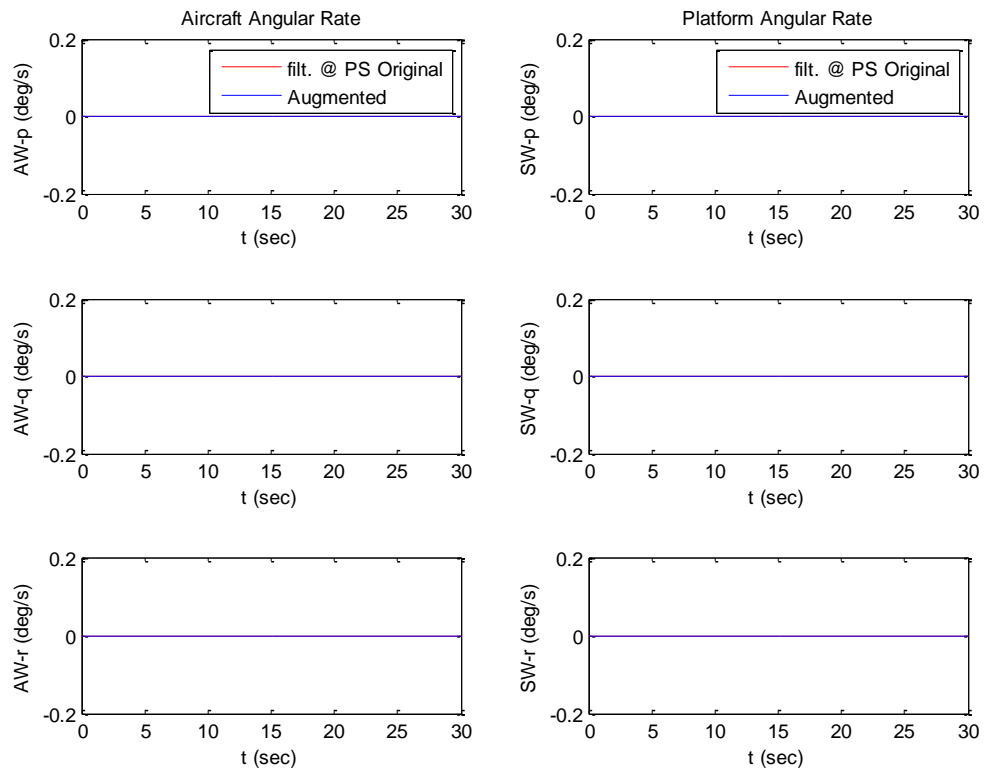 Aircraft Angular Rate
0.2
0
-0.2
AW-p (deg/s)
filt. @ PS Original
Augmented
0 5 10 15 20 25 30
t (sec)
Platform Angular Rate
0.2
0
-0.2
SW-p (deg/s)
filt. @ PS Original
Augmented
0 5 10 15 20 25 30
t (sec)
0.2
0
-0.2
AW-q (deg/s)
0 5 10 15 20 25 30
t (sec)
0.2
0
-0.2
SW-q (deg/s)
0 5 10 15 20 25 30
t (sec)
0.2
0
-0.2
AW-r (deg/s)
0 5 10 15 20 25 30
t (sec)
0.2
0
-0.2
SW-r (deg/s)
0 5 10 15 20 25 30
t (sec)